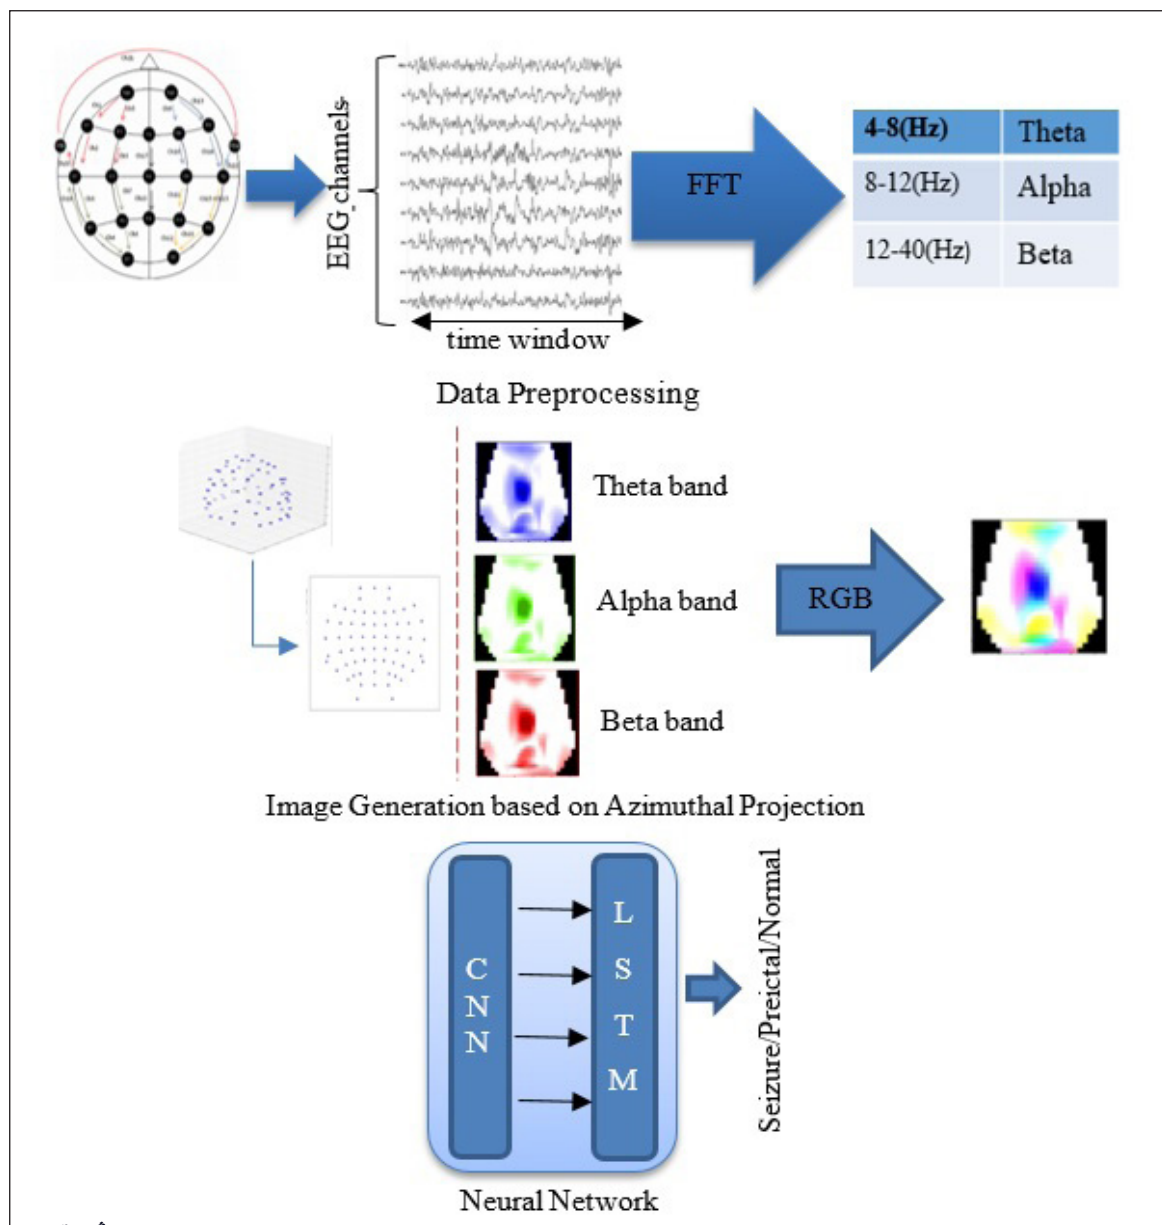 EEG channels
time window
FFT
4-8(Hz) Theta
8-12(Hz) Alpha
12-40(Hz) Beta
Data Preprocessing
Theta band
Alpha band
Beta band
RGB
Image Generation based on Azimuthal Projection
CNN
LSTM
Seizure/Preictal/Normal
Neural Network